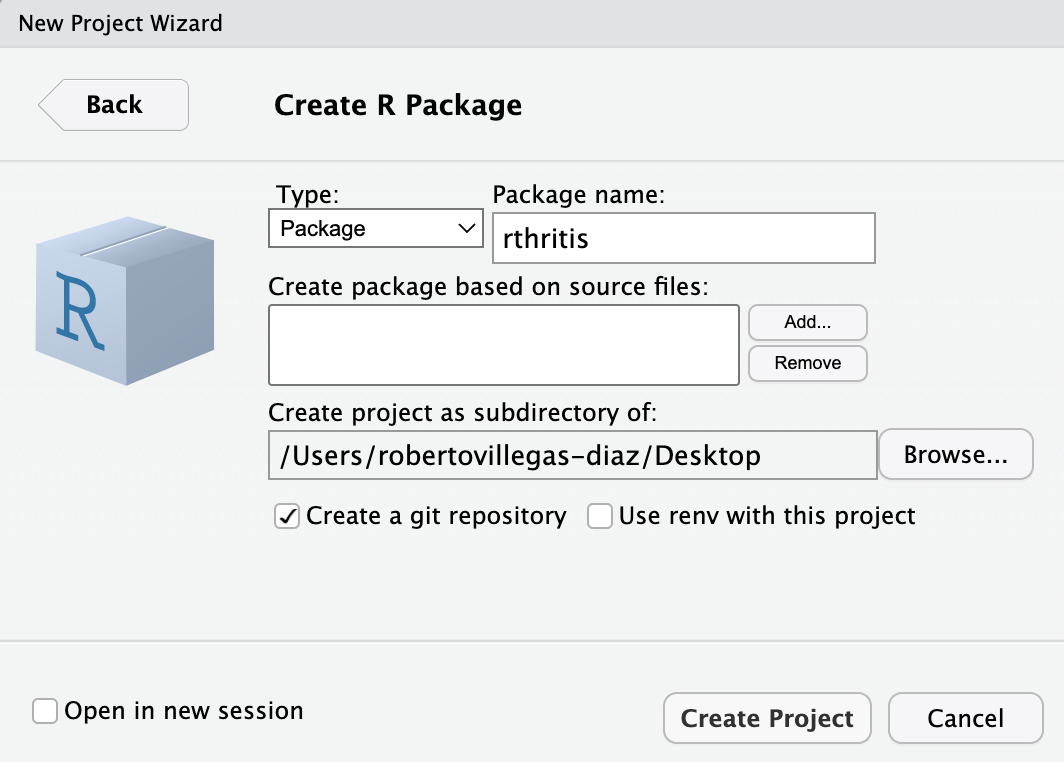 New Project Wizard
Back
Create R Package
Type:
Package name:
Package
rthritis
R
Create package based on source files:
Add...
Remove
Create project as subdirectory of:
/Users/robertovillegas-diaz/Desktop
Browse...
Create a git repository
Use renv with this project
Open in new session
Create Project
Cancel